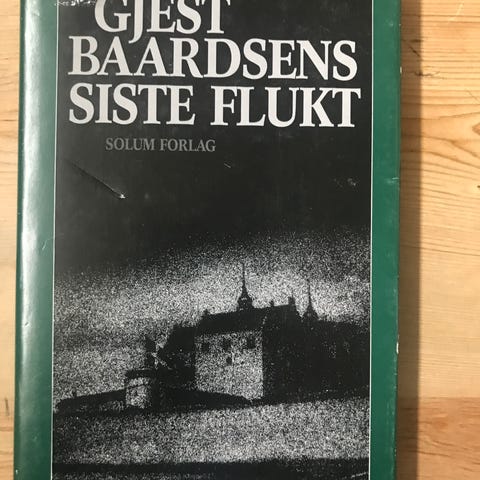 GJEST
BAARDSENS
SISTE FLUKT
SOLUM FORLAG